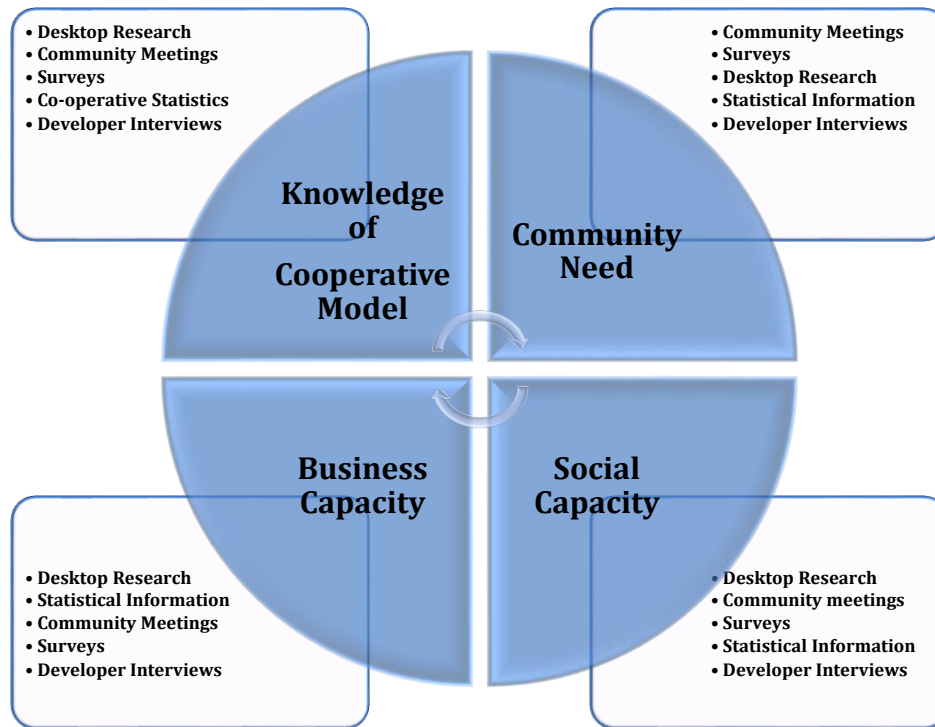 • Desktop Research
• Community Meetings
• Surveys
• Co-operative Statistics
• Developer Interviews
• Community Meetings
• Surveys
• Desktop Research
• Statistical Information
• Developer Interviews
Knowledge
of
Cooperative
Model
Community
Need
Business
Capacity
Social
Capacity
• Desktop Research
• Statistical Information
• Community Meetings
• Surveys
• Developer Interviews
• Desktop Research
• Community meetings
• Surveys
• Statistical Information
• Developer Interviews